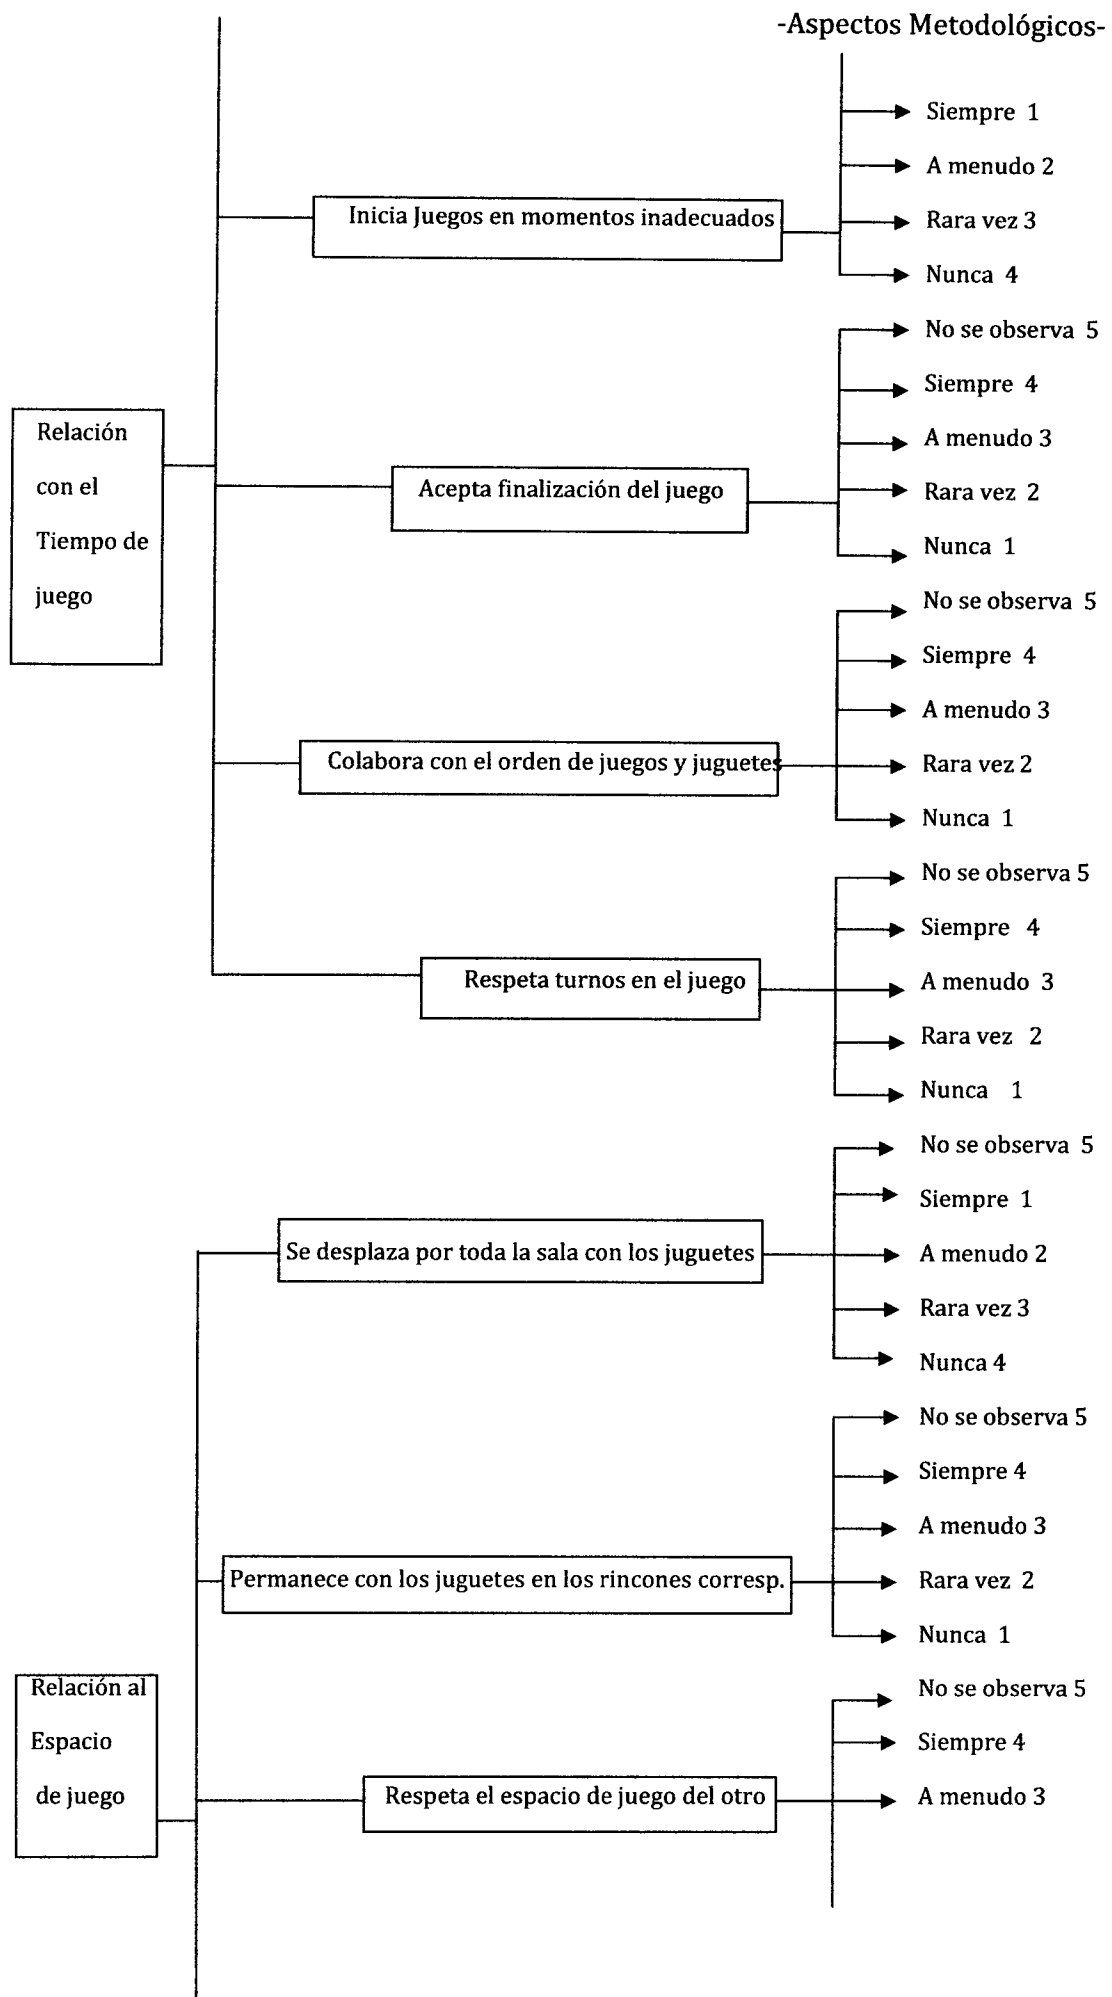 -Aspectos Metodológicos-
Siempre 1
A menudo 2
Inicia Juegos en momentos inadecuados
Rara vez 3
Nunca 4
No se observa 5
Siempre 4
Relación
con el
Tiempo de
juego
A menudo 3
Acepta finalización del juego
Rara vez 2
Nunca 1
No se observa 5
Siempre 4
A menudo 3
Colabora con el orden de juegos y juguetes
Rara vez 2
Nunca 1
No se observa 5
Siempre 4
Respeta turnos en el juego
A menudo 3
Rara vez 2
Nunca 1
No se observa 5
Siempre 1
Se desplaza por toda la sala con los juguetes
A menudo 2
Rara vez 3
Nunca 4
No se observa 5
Siempre 4
A menudo 3
Permanece con los juguetes en los rincones corresp.
Rara vez 2
Nunca 1
Relación al
Espacio
de juego
No se observa 5
Siempre 4
Respeta el espacio de juego del otro
A menudo 3